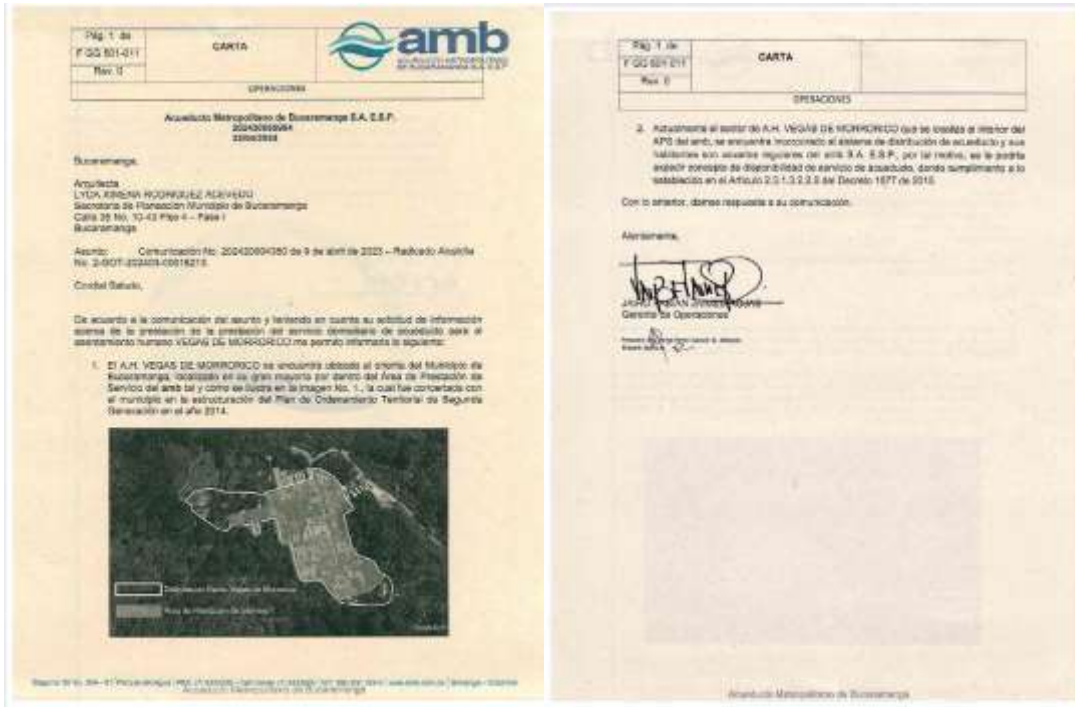 Pág. 1 de
F GG 501-011
Rev. 0
CARTA
amb
OPERACIONES
Acueducto Metropolitano de Bucaramanga S.A. E.S.P.
Bucaramanga,
Arquitecta
LYDA XIMENA RODRIGUEZ ACEVEDO
Secretaria de Planeación Municipio de Bucaramanga
Calle 35 No. 10-43 Piso 4 – Fase I
Bucaramanga
Asunto: Comunicación No. de 9 de abril de 2023 – Radicado
Cordial Saludo,
De acuerdo a la comunicación del asunto y teniendo en cuenta su solicitud de información
acerca de la prestación de la prestación del servicio domiciliario de acueducto para el
asentamiento humano VEGAS DE MORRORICO me permito informarle lo siguiente:
1. El A.H. VEGAS DE MORRORICO se encuentra ubicado al oriente del Municipio de
Bucaramanga, localizado en su gran mayoría por dentro del Área de Prestación de
Servicio del amb tal y como se ilustra en la Imagen No. 1., la cual fue concertada con
el municipio en la estructuración del Plan de Ordenamiento Territorial de Segunda
Generación en el año 2014.
Acueducto Metropolitano de Bucaramanga
Pág. 1 de
F GG 501-011
Rev. 0
CARTA
OPERACIONES
2. Actualmente el sector de A.H. VEGAS DE MORRORICO que se localiza al interior del
APS del amb, se encuentra incorporado al sistema de distribución de acueducto y sus
habitantes son usuarios regulares del amb S.A. E.S.P., por tal motivo, se le podría
expedir concepto de disponibilidad de servicio de acueducto, dando cumplimiento a lo
establecido en el Artículo 2.3.1.2.2.3 del Decreto 1077 de 2015.
Con lo anterior, damos respuesta a su comunicación.
Atentamente,
Gerente de Operaciones
Acueducto Metropolitano de Bucaramanga